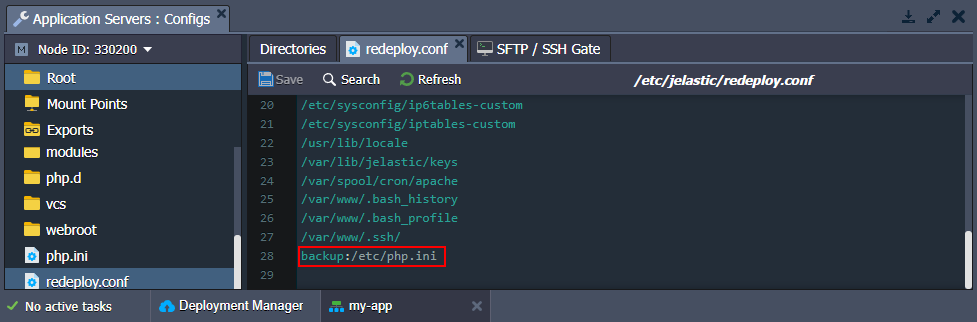 Application Servers : Configs
M Node ID: 330200
Root
Mount Points
Exports
modules
php.d
vcs
webroot
php.ini
redeploy.conf
Directories redeploy.conf SFTP / SSH Gate
Save Search Refresh /etc/jelastic/redeploy.conf
20 /etc/sysconfig/ip6tables-custom
21 /etc/sysconfig/iptables-custom
22 /usr/lib/locale
23 /var/lib/jelastic/keys
24 /var/spool/cron/apache
25 /var/www/.bash_history
26 /var/www/.bash_profile
27 /var/www/.ssh/
28 backup:/etc/php.ini
29
No active tasks Deployment Manager my-app